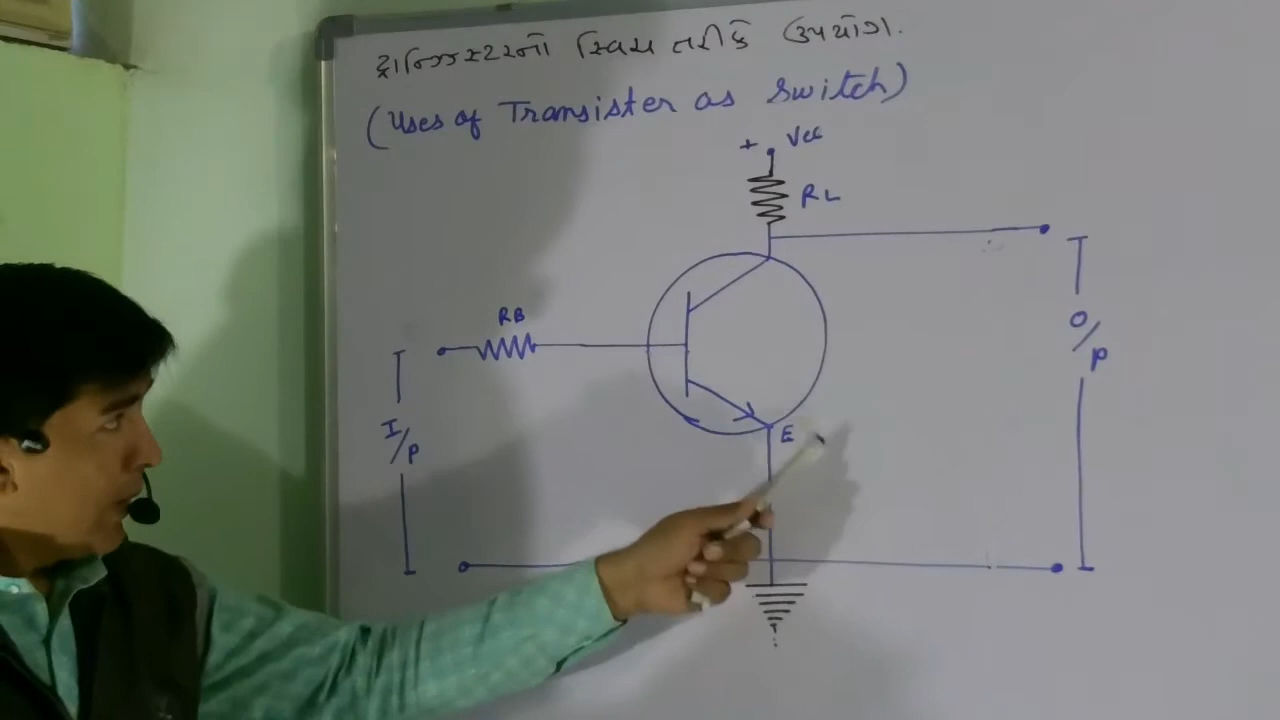 ટ્રાન્ઝિસ્ટરનો સ્વિચ તરીકે ઉપયોગ.
(Uses of Transister as Switch)
+ Vcc
RL
RB
I/P
O/P
E